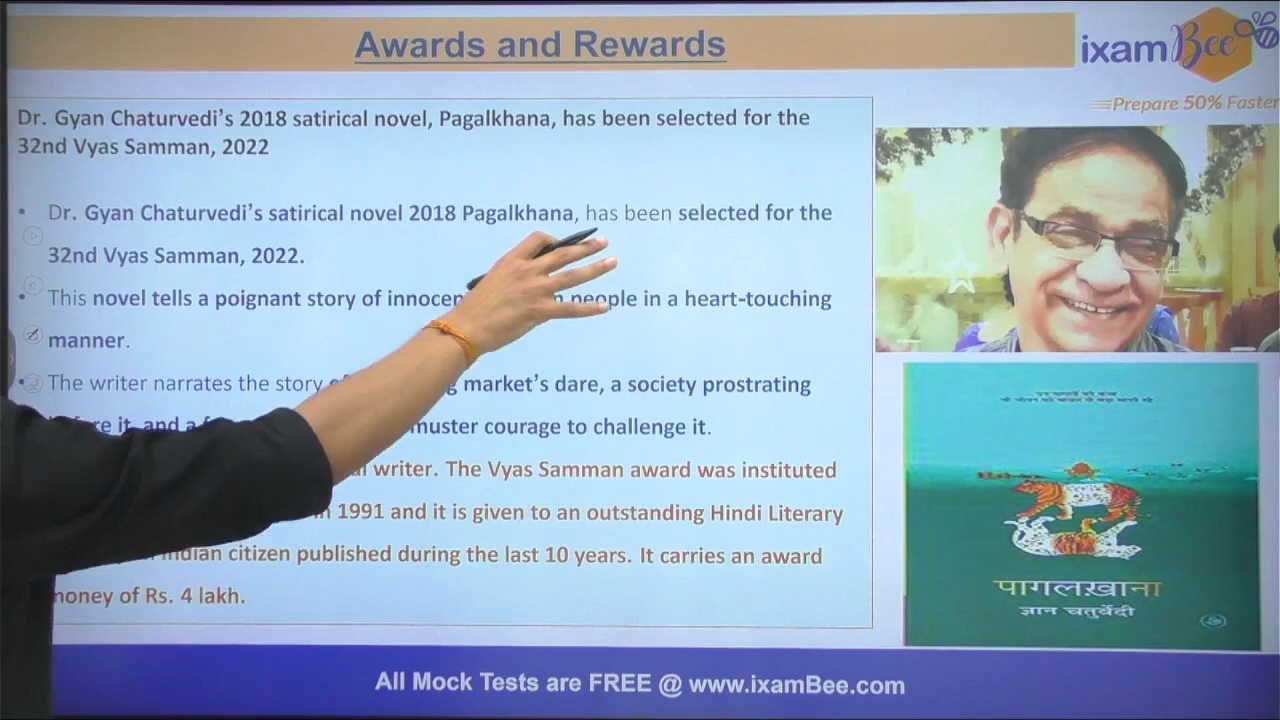 Awards and Rewards
ixamBee
Prepare 50% Faster
Dr. Gyan Chaturvedi's 2018 satirical novel, Pagalkhana, has been selected for the
32nd Vyas Samman, 2022
• Dr. Gyan Chaturvedi's satirical novel 2018 Pagalkhana, has been selected for the
32nd Vyas Samman, 2022.
• This novel tells a poignant story of people in a heart-touching
manner.
• The writer narrates the story market's dare, a society prostrating
it, and a muster courage to challenge it.
writer. The Vyas Samman award was instituted
1991 and it is given to an outstanding Hindi Literary
Indian citizen published during the last 10 years. It carries an award
money of Rs. 4 lakh.
पागलख़ाना
ज्ञान चतुर्वेदी
All Mock Tests are FREE @ www.ixamBee.com